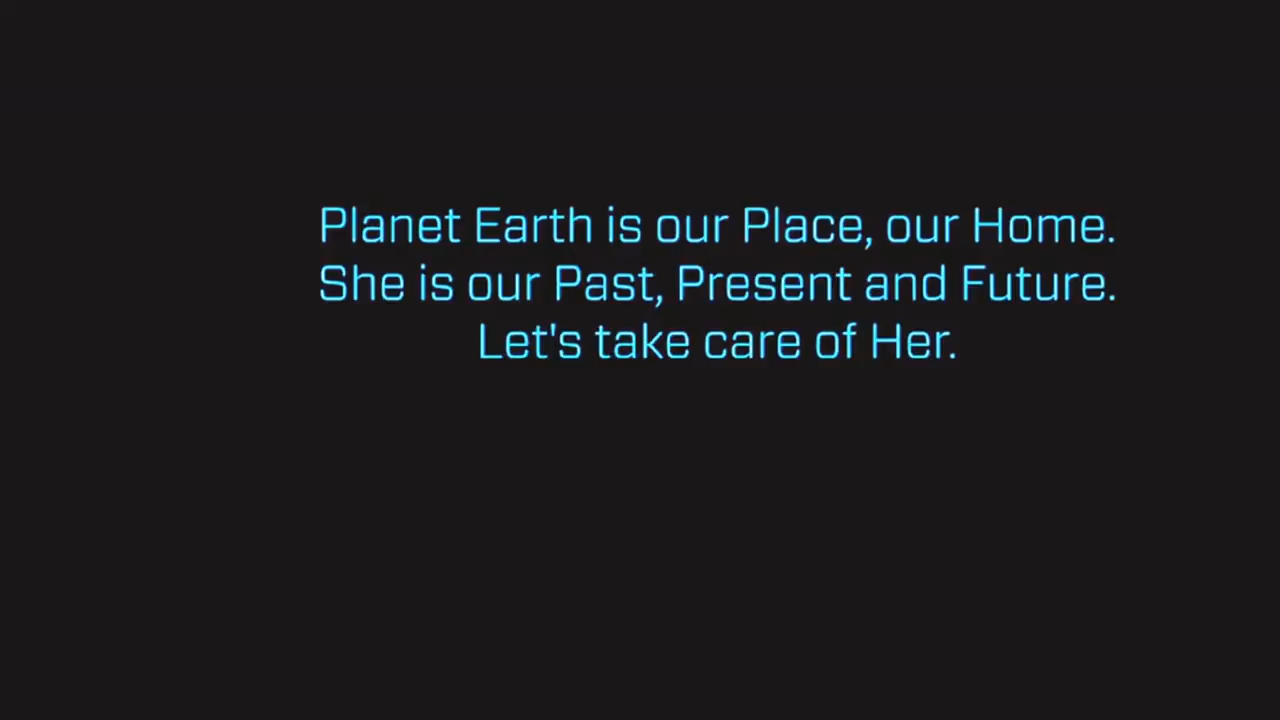 Planet Earth is our Place, our Home.
She is our Past, Present and Future.
Let's take care of Her.